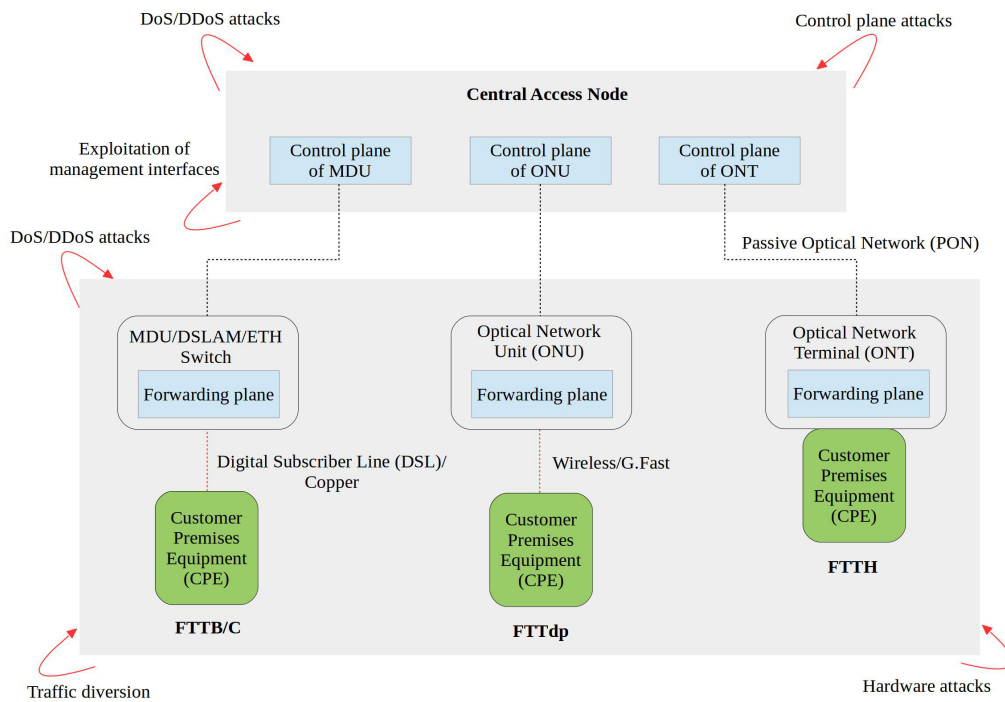 DoS/DDoS attacks
Control plane attacks
Central Access Node
Exploitation of
management interfaces
Control plane
of MDU
Control plane
of ONU
Control plane
of ONT
DoS/DDoS attacks
Passive Optical Network (PON)
MDU/DSLAM/ETH
Switch
Forwarding plane
Optical Network
Unit (ONU)
Forwarding plane
Optical Network
Terminal (ONT)
Forwarding plane
Digital Subscriber Line (DSL)/
Copper
Wireless/G.Fast
Customer
Premises
Equipment
(CPE)
FTTB/C
Customer
Premises
Equipment
(CPE)
FTTdp
Customer
Premises
Equipment
(CPE)
FTTH
Traffic diversion
Hardware attacks